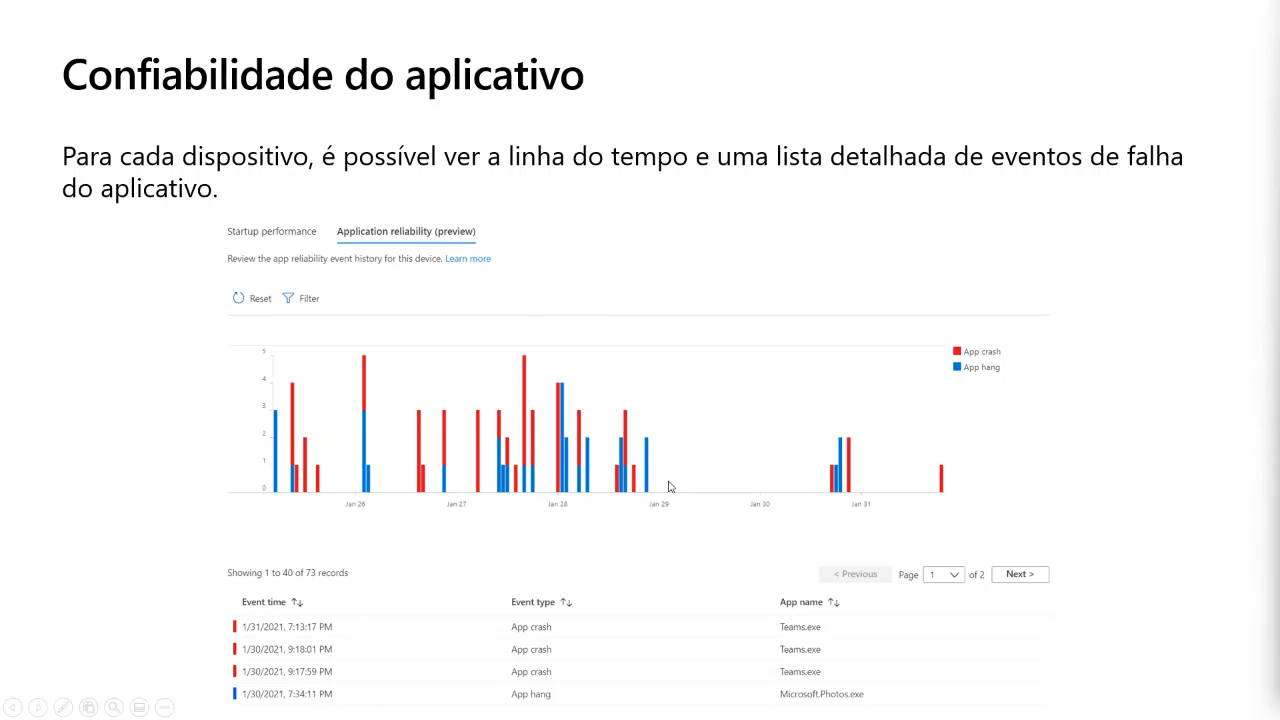 Confiabilidade do aplicativo
Para cada dispositivo, é possível ver a linha do tempo e uma lista detalhada de eventos de falha
do aplicativo.
Startup performance Application reliability (preview)
Review the app reliability event history for this device. Learn more
Reset Filter
5
4
3
2
1
0
App crash
App hang
Jan 26 Jan 27 Jan 28 Jan 29 Jan 30 Jan 31
Showing 1 to 40 of 73 records < Previous Page 1 of 2 Next >
Event time Event type App name
1/31/2021, 7:13:17 PM App crash Teams.exe
1/30/2021, 9:18:01 PM App crash Teams.exe
1/30/2021, 9:17:59 PM App crash Teams.exe
1/30/2021, 7:34:11 PM App hang Microsoft.Photos.exe